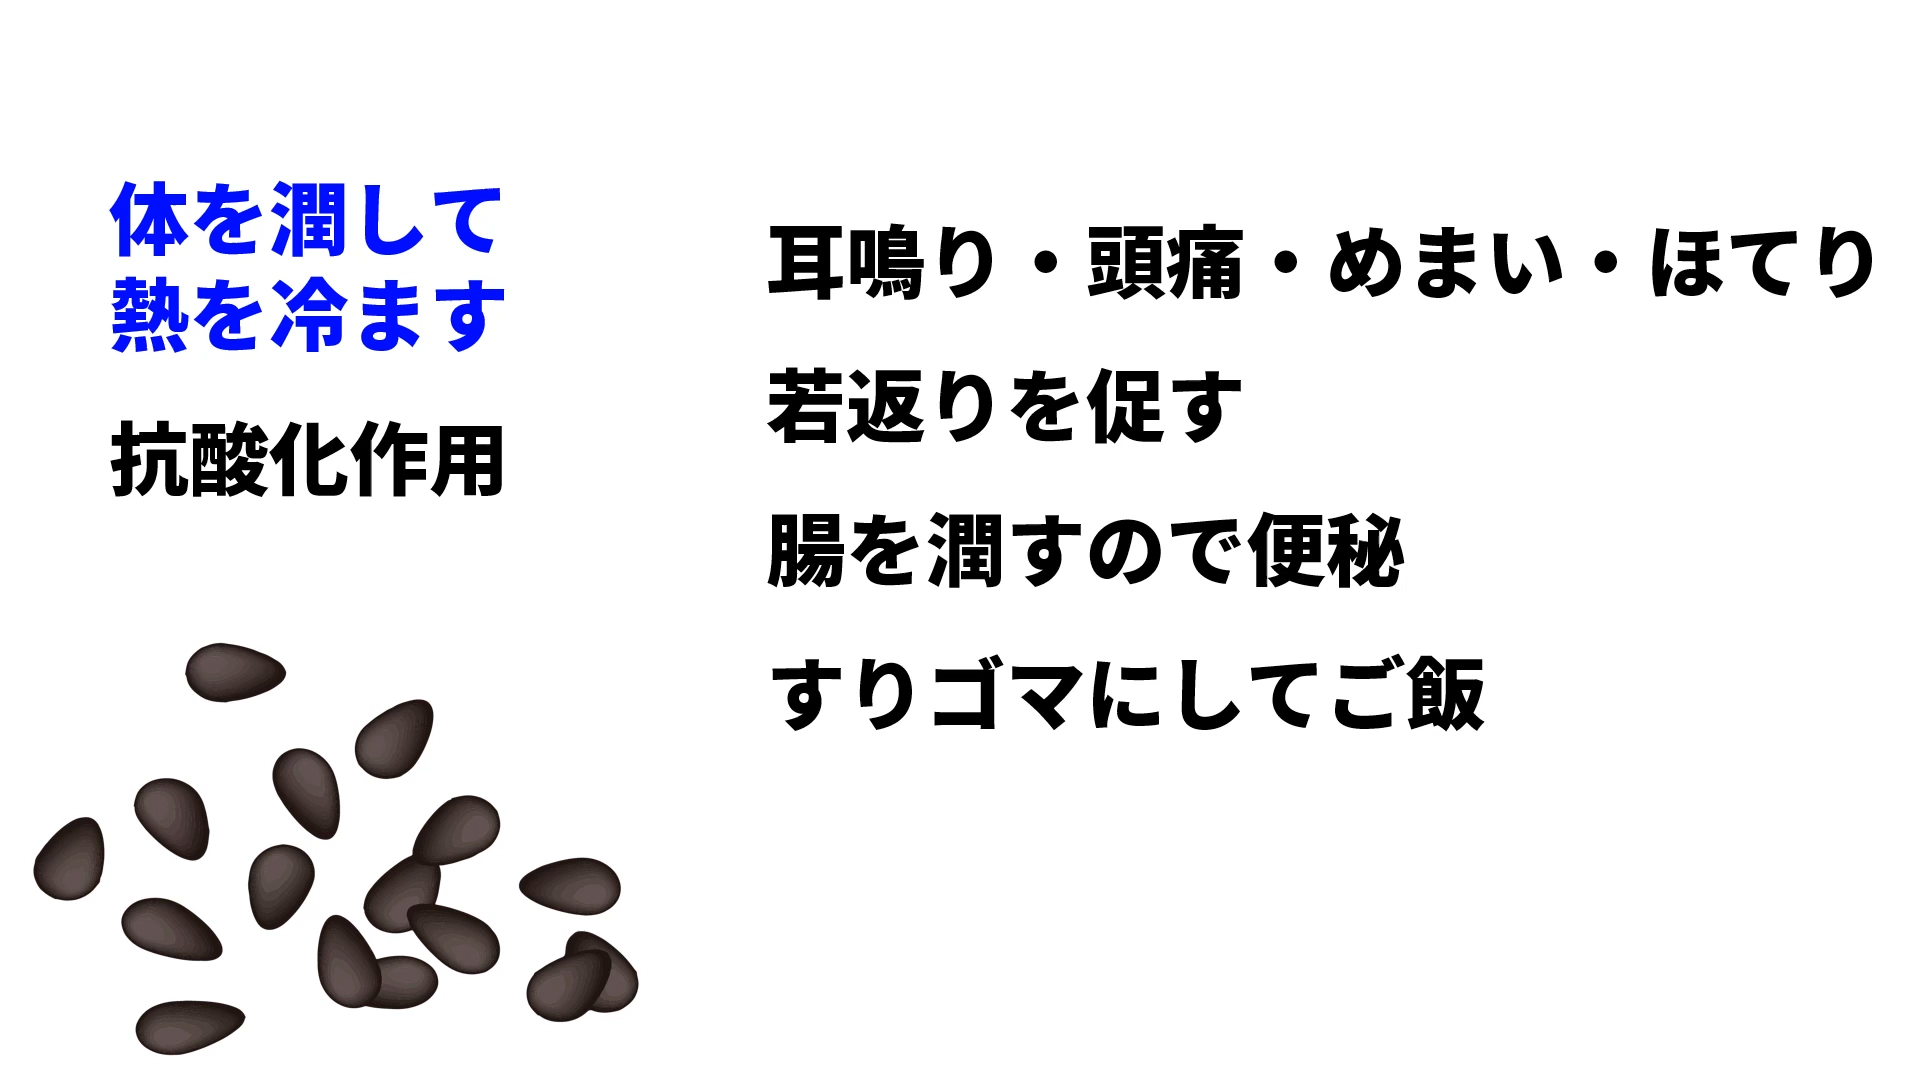 体を潤して
熱を冷ます
抗酸化作用
耳鳴り・頭痛・めまい・ほてり
若返りを促す
腸を潤すので便秘
すりゴマにしてご飯